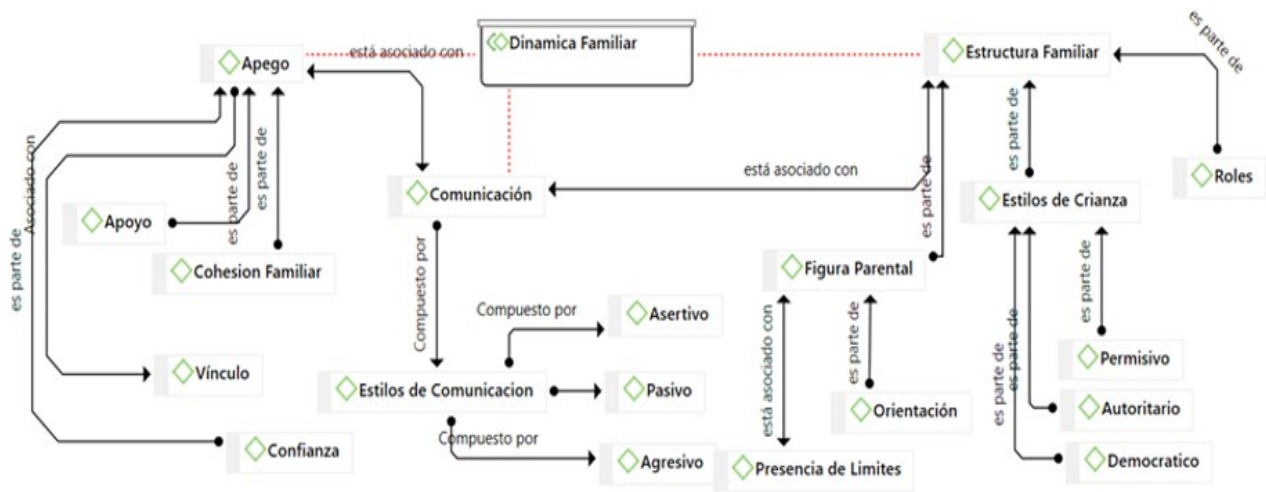 Dinamica Familiar
Apego
está asociado con
Estructura Familiar
es parte de
es parte de
Asociado con
es parte de
es parte de
Comunicación
está asociado con
es parte de
es parte de
Roles
Apoyo
Estilos de Crianza
Cohesion Familiar
Figura Parental
Compuesto por
Compuesto por
Asertivo
está asociado con
es parte de
es parte de
es parte de
es parte de
Permisivo
Vínculo
Estilos de Comunicacion
Pasivo
Orientación
Autoritario
Compuesto por
Confianza
Agresivo
Presencia de Limites
Democratico